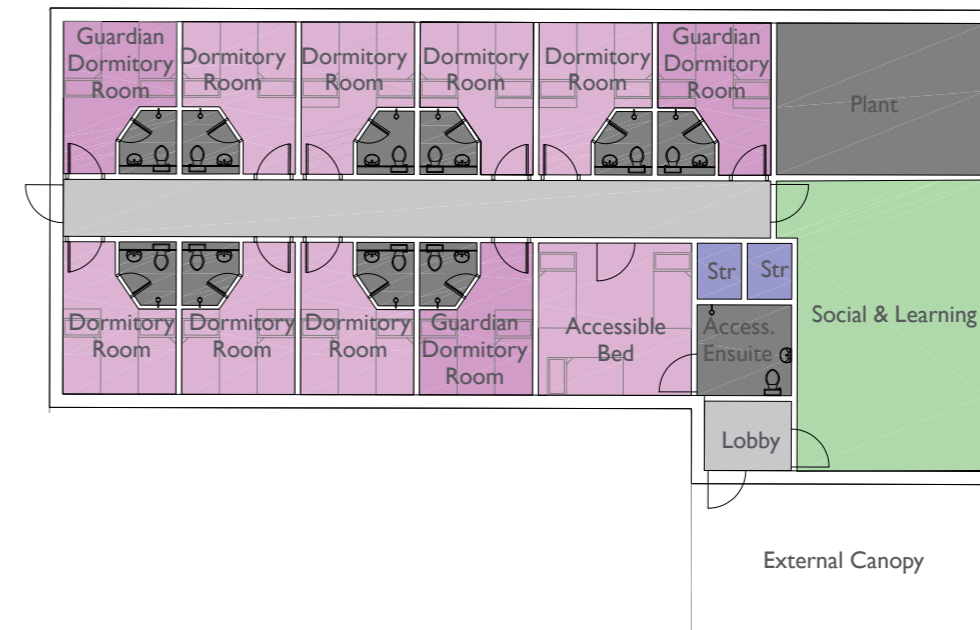 Guardian
Dormitory
Room
Dormitory
Room
Dormitory
Room
Dormitory
Room
Dormitory
Room
Guardian
Dormitory
Room
Plant
Dormitory
Room
Dormitory
Room
Dormitory
Room
Guardian
Dormitory
Room
Accessible
Bed
Str
Str
Access.
Ensuite
Social & Learning
Lobby
External Canopy